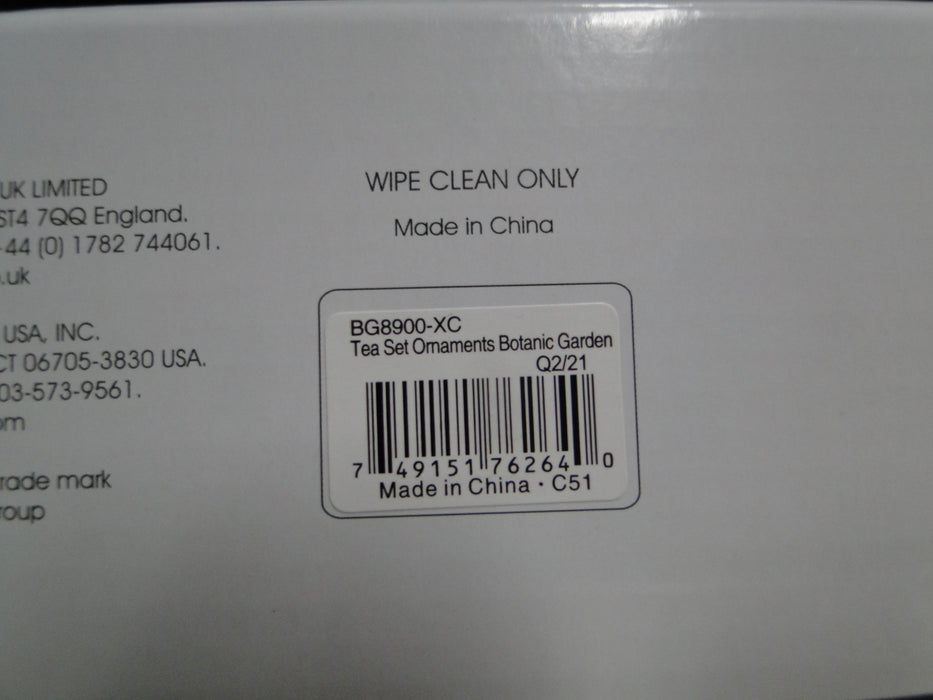 UK LIMITED
ST4 7QQ England.
44 (0) 1782 744061.
.uk
USA, INC.
CT 06705-3830 USA.
03-573-9561.
om
rade mark
roup
WIPE CLEAN ONLY
Made in China
BG8900-XC
Tea Set Ornaments Botanic Garden
Q2/21
7 49151 76264 0
Made in China · C51